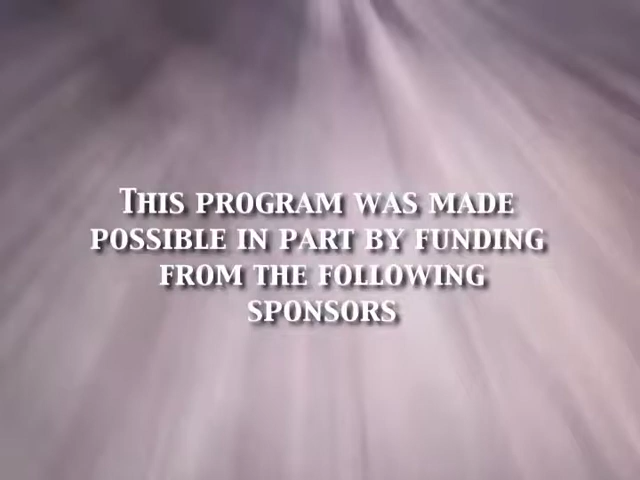 This program was made
possible in part by funding
from the following
sponsors